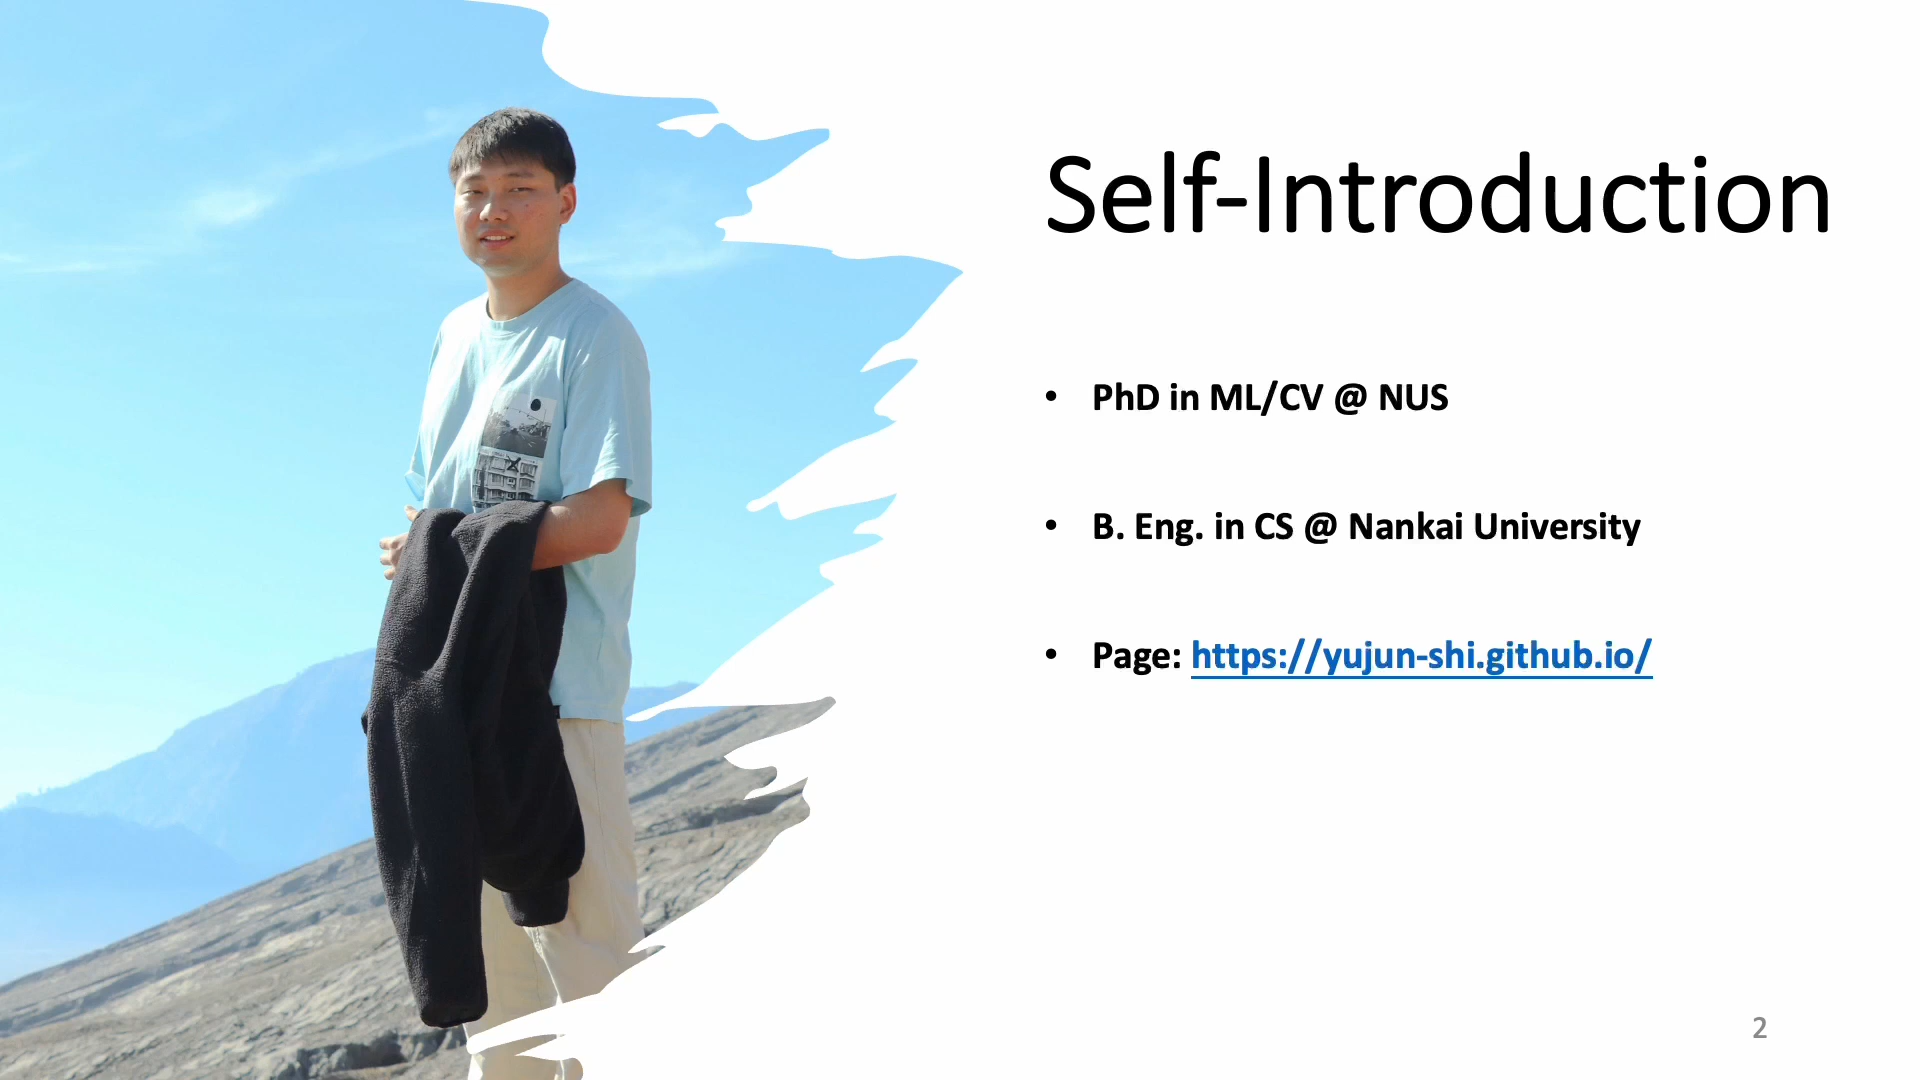 Self-Introduction
• PhD in ML/CV @ NUS
• B. Eng. in CS @ Nankai University
• Page: https://yujun-shi.github.io/
2